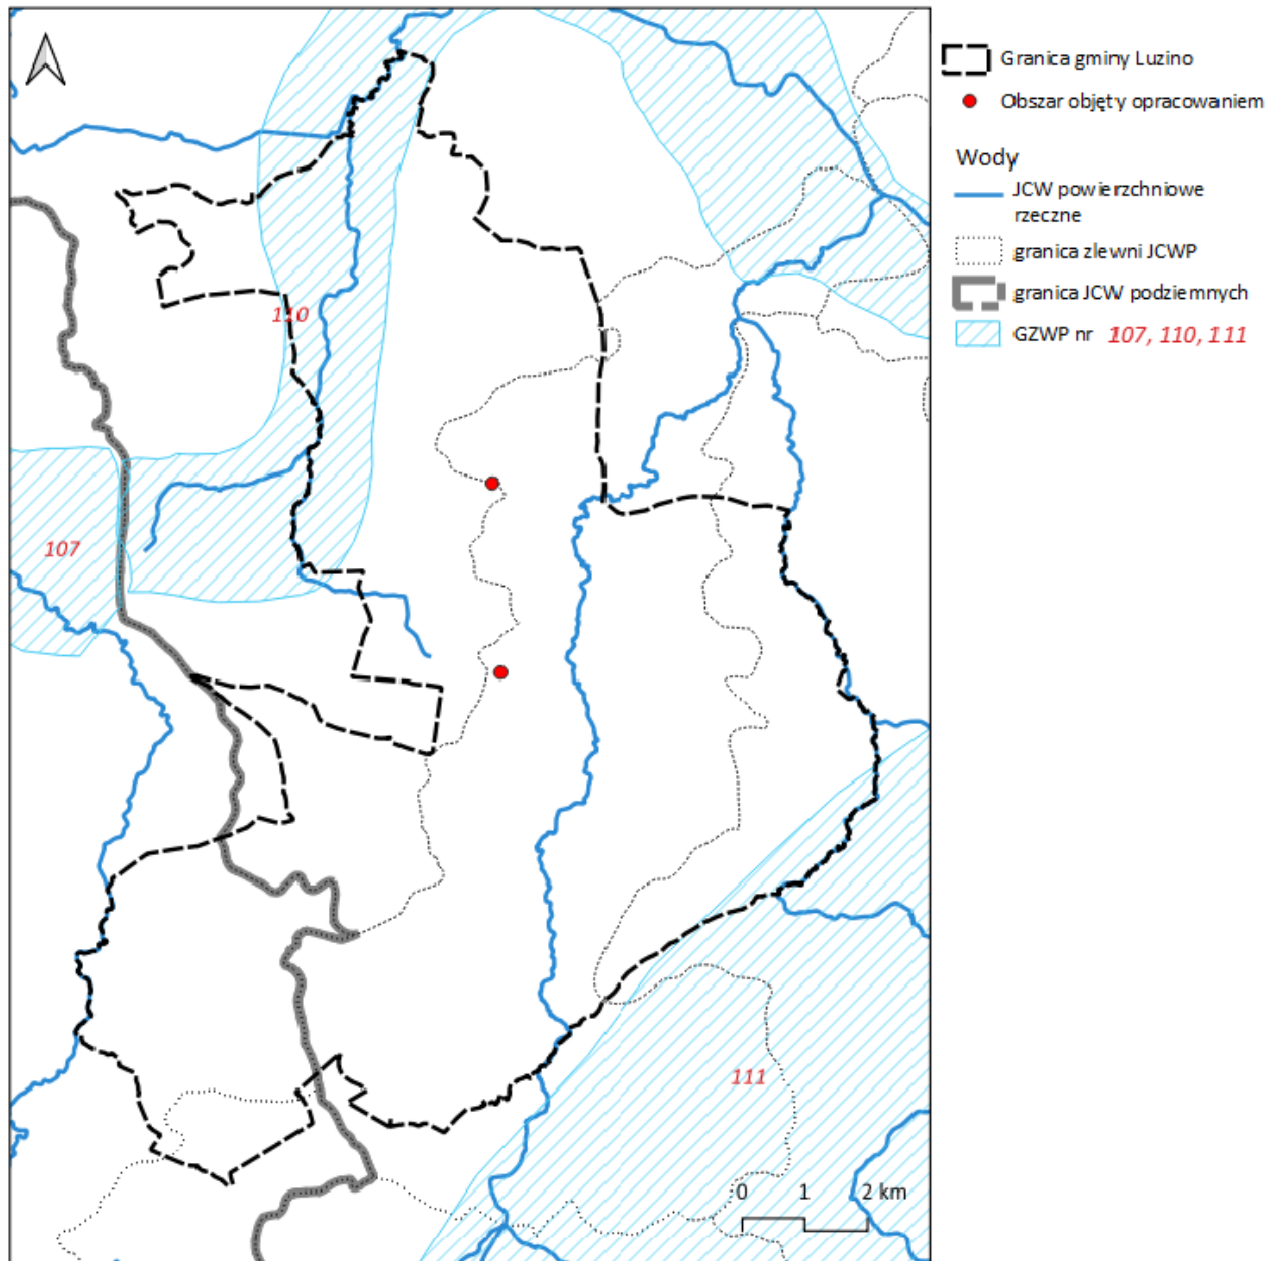 Granica gminy Luzino
Obszar objęty opracowaniem
Wody
JCW powierzchniowe
rzeczne
granica zlewni JCWP
granica JCW podziemnych
GZWP nr 107, 110, 111
110
107
111
0 1 2 km